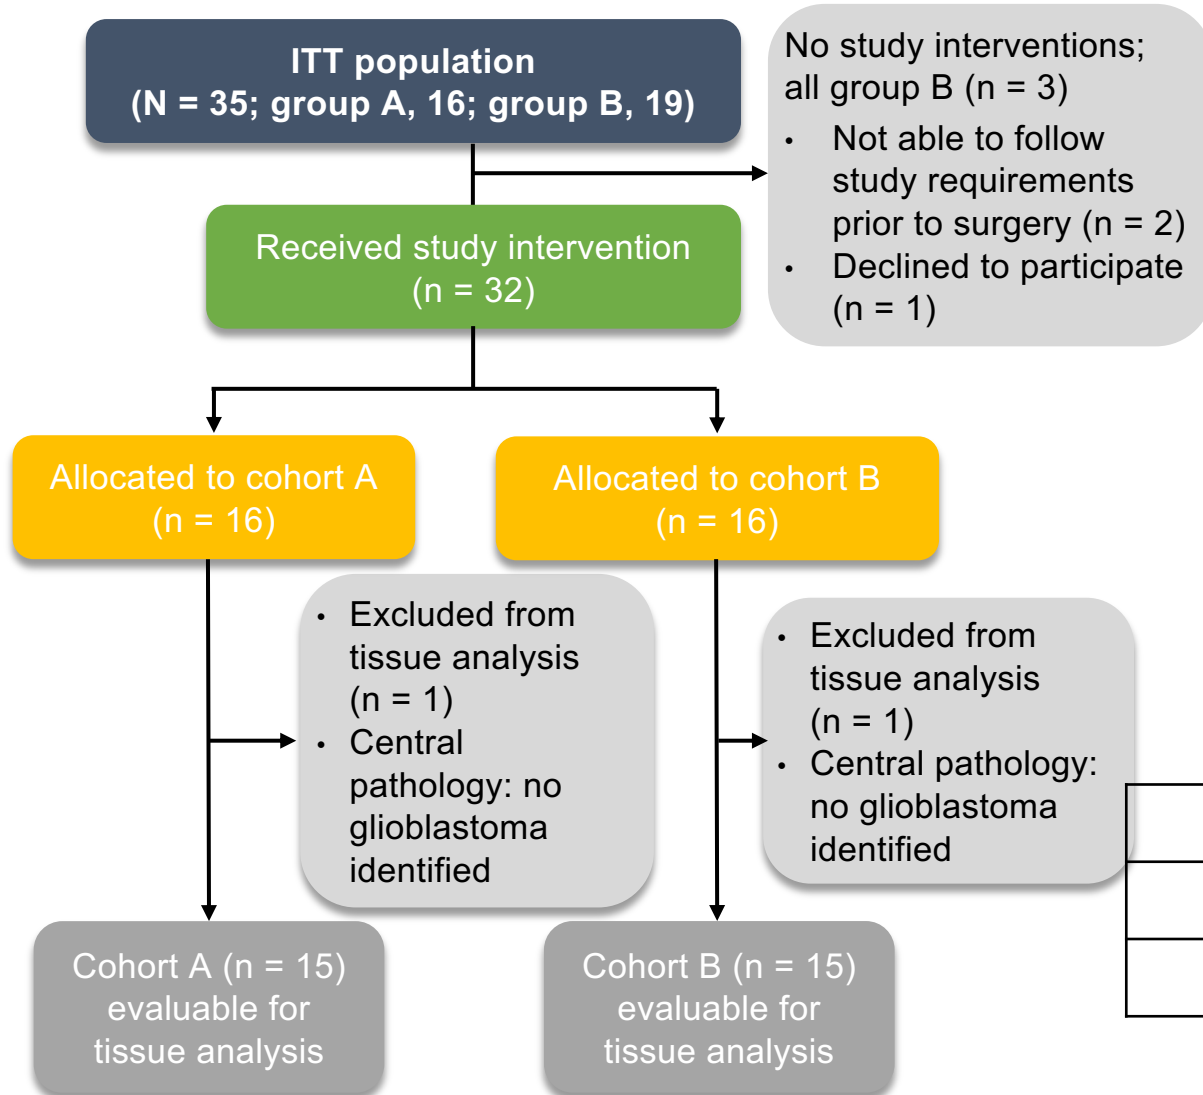 ITT population
(N = 35; group A, 16; group B, 19)
No study interventions;
all group B (n = 3)
• Not able to follow
study requirements
prior to surgery (n = 2)
• Declined to participate
(n = 1)
Received study intervention
(n = 32)
Allocated to cohort A
(n = 16)
Allocated to cohort B
(n = 16)
• Excluded from
tissue analysis
(n = 1)
• Central
pathology: no
glioblastoma
identified
• Excluded from
tissue analysis
(n = 1)
• Central pathology:
no glioblastoma
identified
Cohort A (n = 15)
evaluable for
tissue analysis
Cohort B (n = 15)
evaluable for
tissue analysis